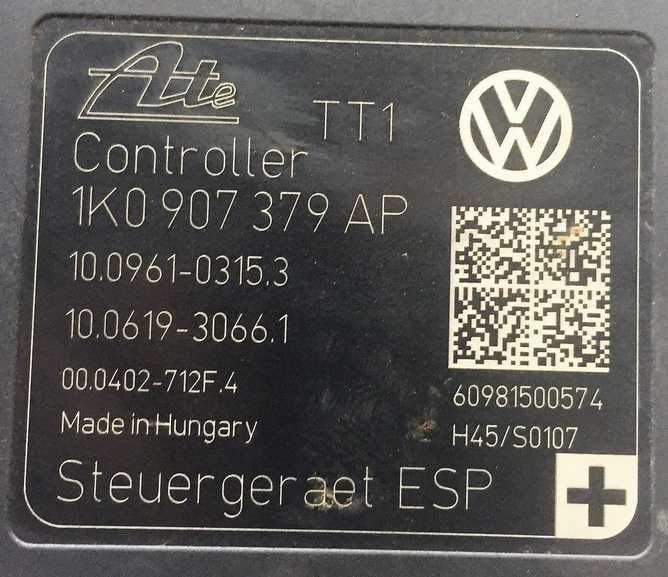 Ate
TT1
Controller
1K0 907 379 AP
10.0961-0315.3
10.0619-3066.1
00.0402-712F.4
60981500574
Made in Hungary
H45/S0107
Steuergeraet ESP